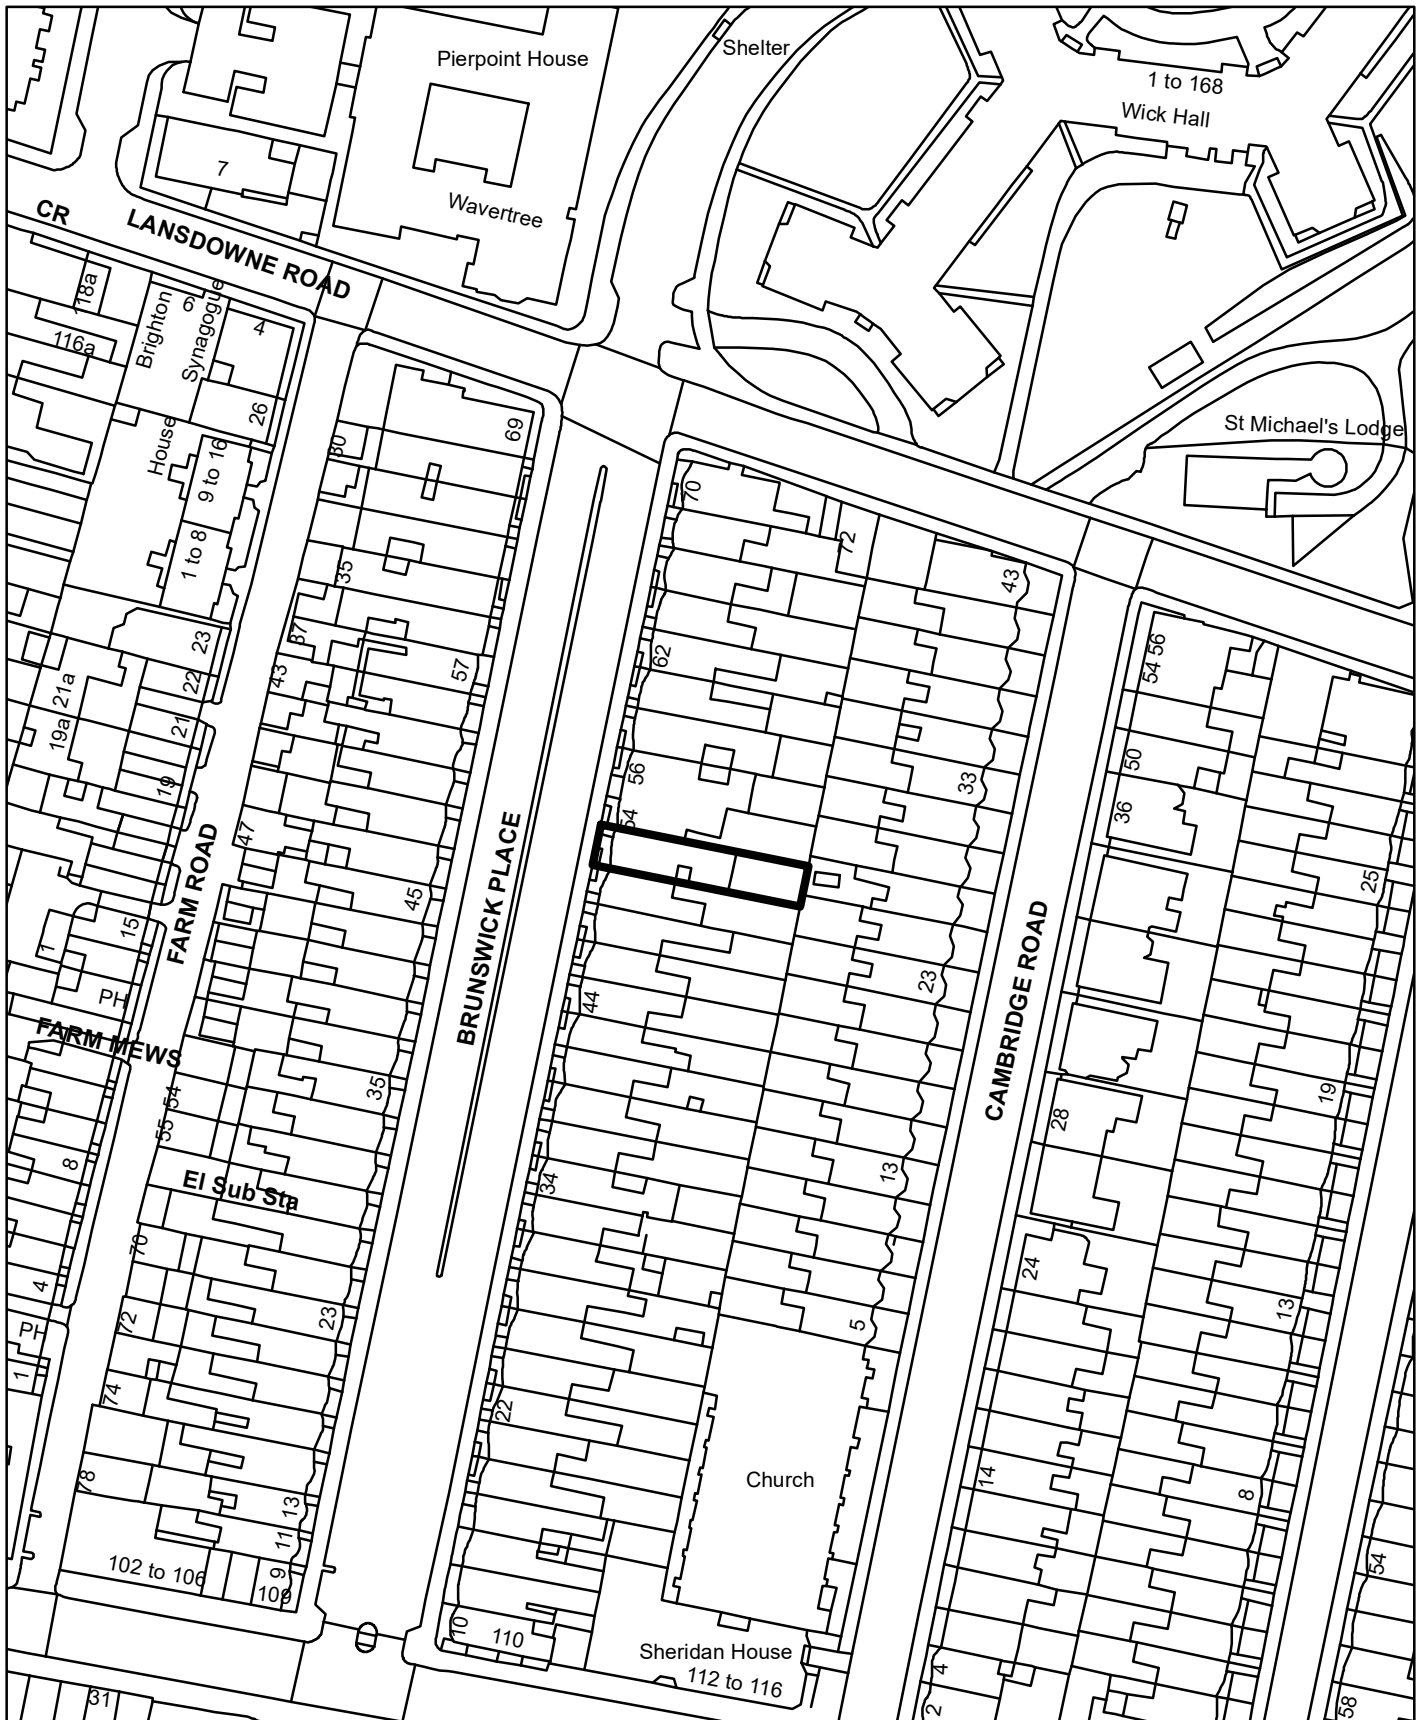 Pierpoint House
Shelter
1 to 168
Wick Hall
7
Wavertree
CR
LANSDOWNE ROAD
118a
116a
Brighton
6
Synagogue
4
26
House
9 to 16
1 to 8
30
69
70
72
43
St Michael's Lodge
35
37
43
57
62
23
22
21a
21
19a
19
54 56
50
36
33
56
54
47
FARM ROAD
BRUNSWICK PLACE
45
25
15
1
PH
FARM MEWS
44
23
CAMBRIDGE ROAD
54
55
35
28
19
8
El Sub Sta
34
13
70
4
72
PH
1
23
24
13
5
74
22
78
13
11
9
Church
14
8
54
102 to 106
109
10
110
Sheridan House
112 to 116
4
2
58
31